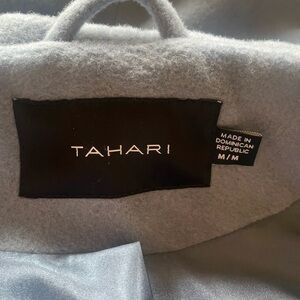 TAHARI
MADE IN
DOMINICAN
REPUBLIC
M/M